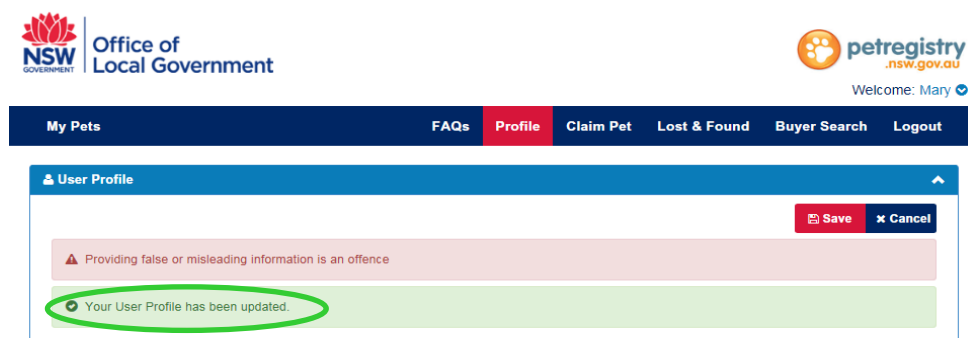 NSW
GOVERNMENT
Office of
Local Government
petregistry
.nsw.gov.au
Welcome: Mary
My Pets FAQs Profile Claim Pet Lost & Found Buyer Search Logout
User Profile
Save Cancel
Providing false or misleading information is an offence
Your User Profile has been updated.